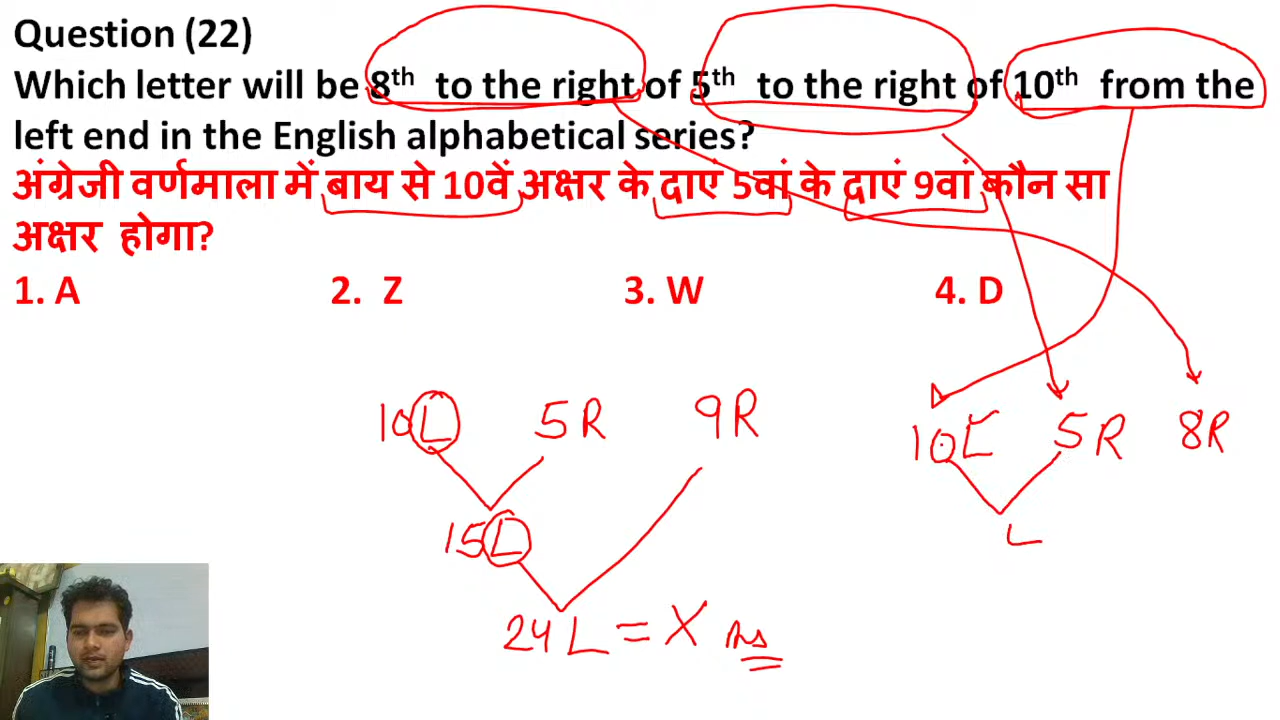 Question (22)
Which letter will be 8th to the right of 5th to the right of 10th from the
left end in the English alphabetical series?
अंग्रेजी वर्णमाला में बाय से 10वें अक्षर के दाएं 5वां के दाएं 9वां कौन सा
अक्षर होगा?
1. A 2. Z 3. W 4. D
10L 5R 9R 10L 5R 8R
15L L
24L = X Ans